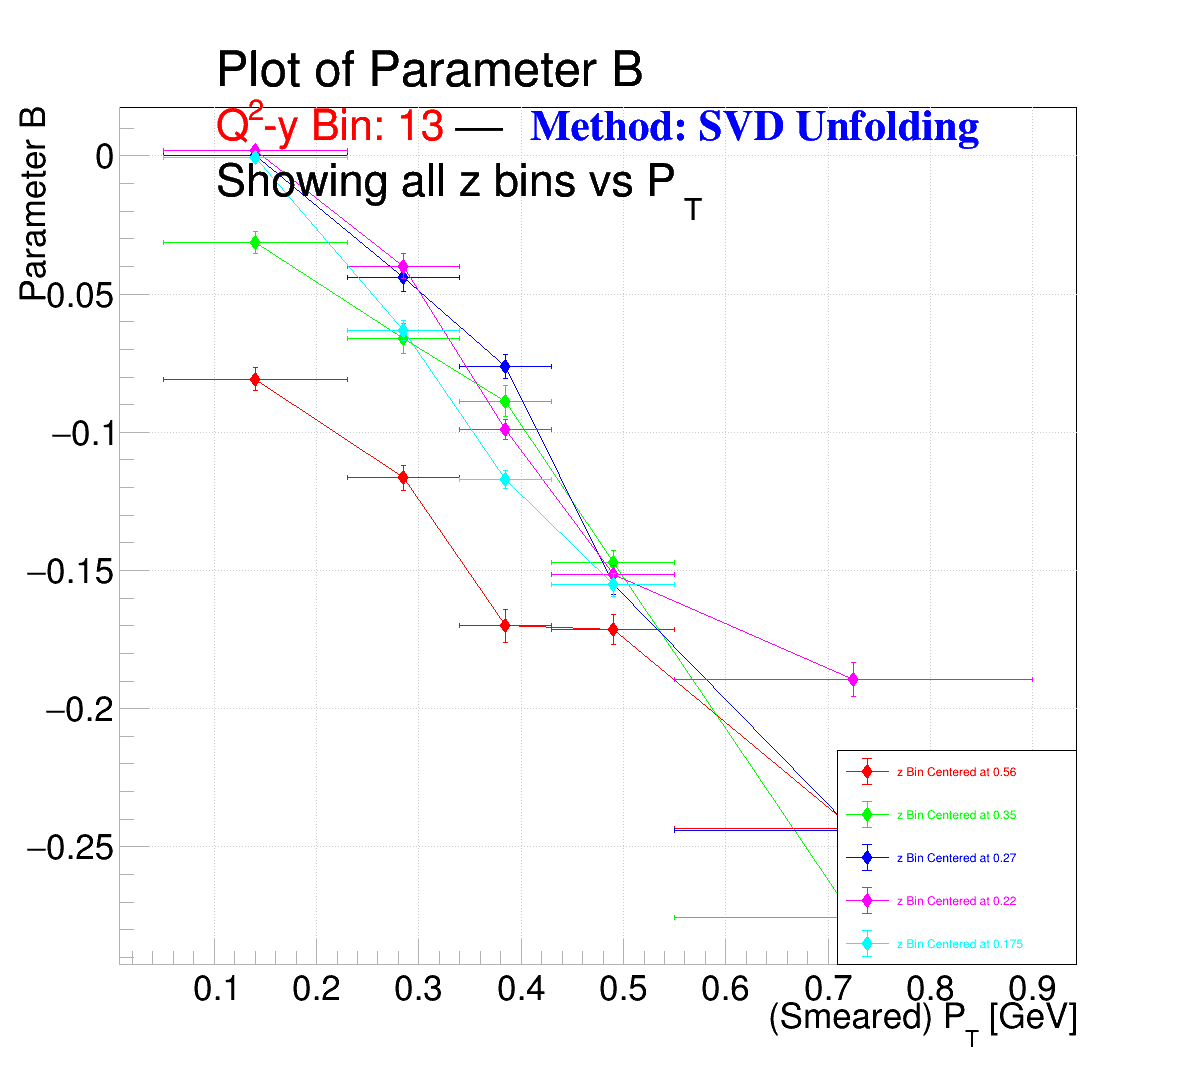 Plot of Parameter B
Q2-y Bin: 13 — Method: SVD Unfolding
Showing all z bins vs PT
Parameter B
0
−0.05
−0.1
−0.15
−0.2
−0.25
z Bin Centered at 0.56
z Bin Centered at 0.35
z Bin Centered at 0.27
z Bin Centered at 0.22
z Bin Centered at 0.175
0.1 0.2 0.3 0.4 0.5 0.6 0.7 0.8 0.9
(Smeared) PT [GeV]